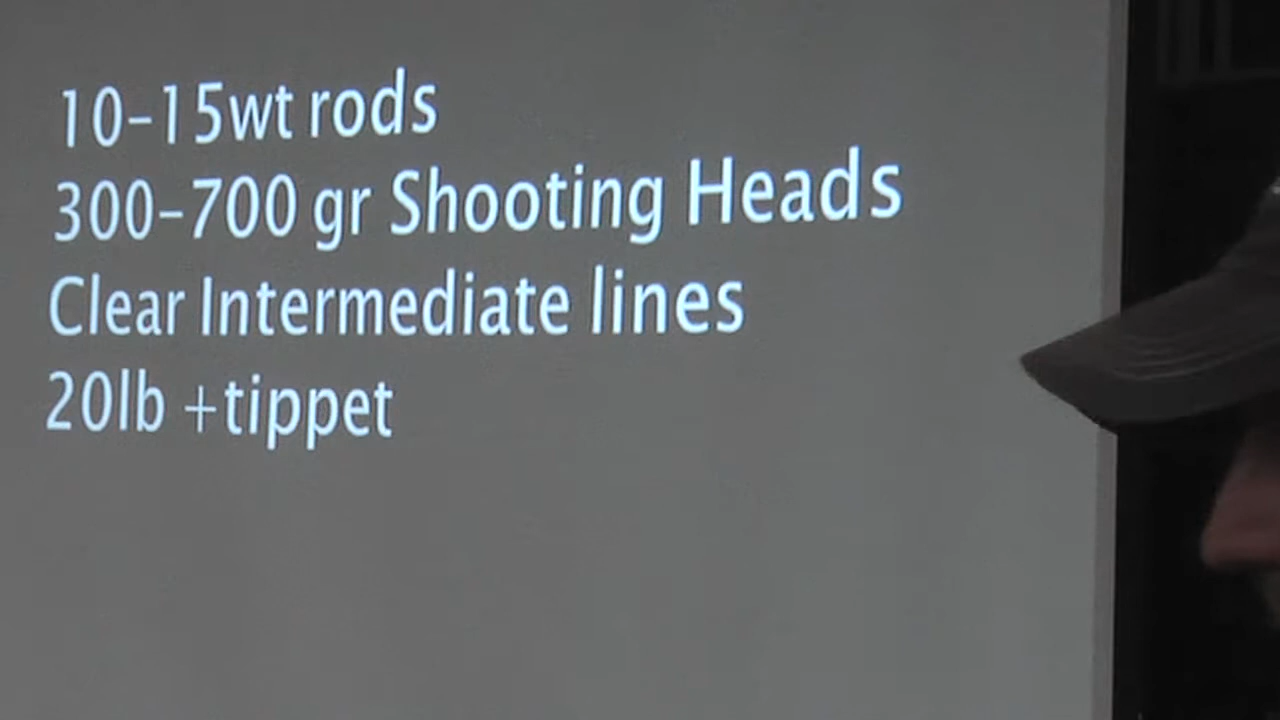 10-15wt rods
300-700 gr Shooting Heads
Clear Intermediate lines
20lb +tippet